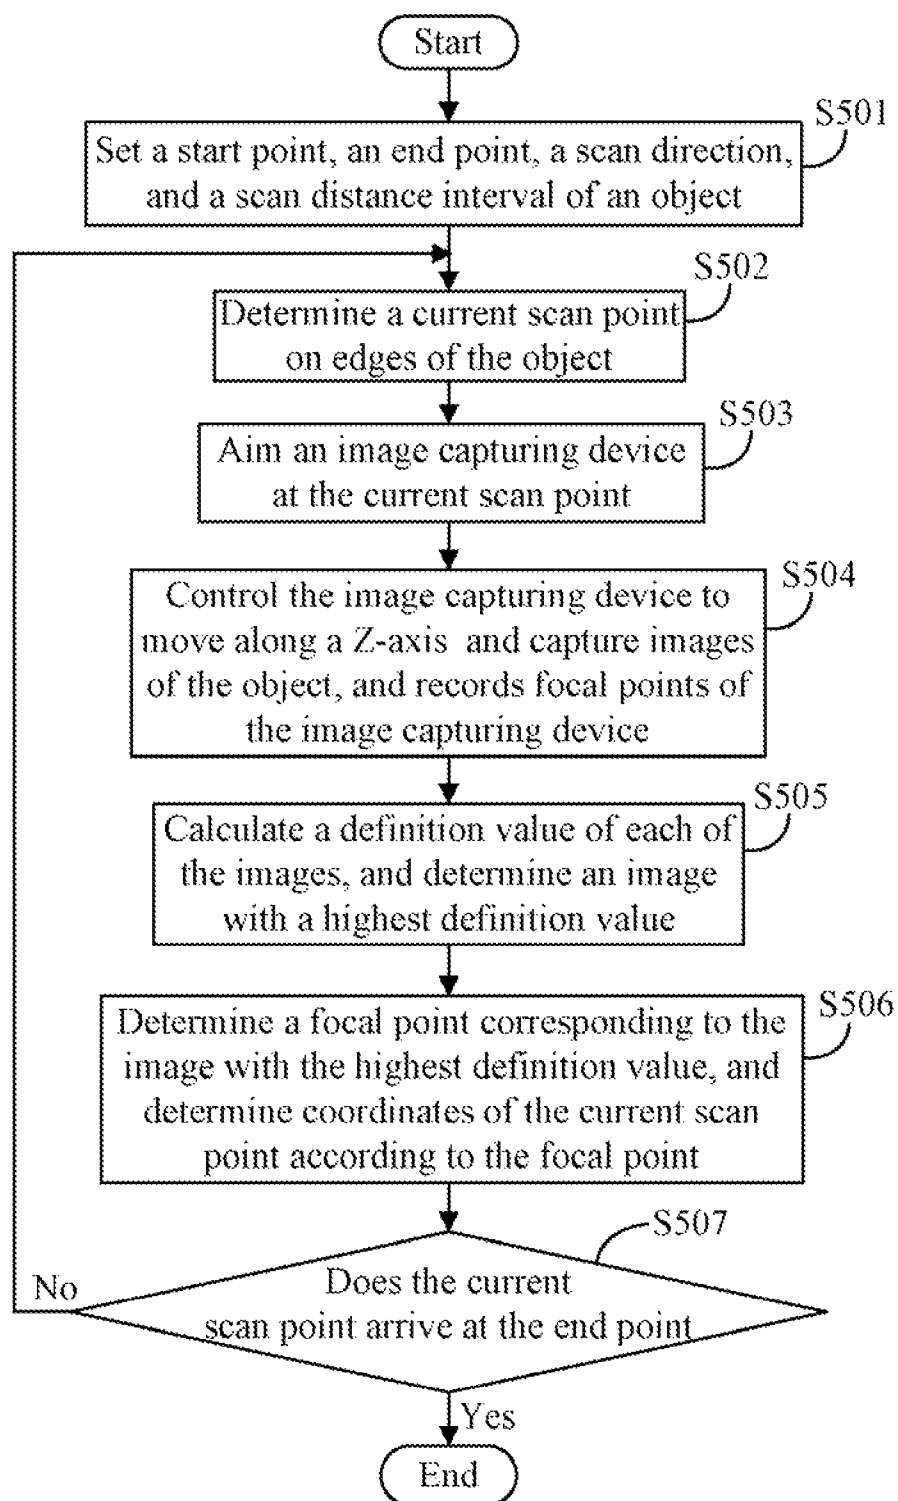 Start
S501
Set a start point, an end point, a scan direction,
and a scan distance interval of an object
S502
Determine a current scan point
on edges of the object
S503
Aim an image capturing device
at the current scan point
S504
Control the image capturing device to
move along a Z-axis and capture images
of the object, and records focal points of
the image capturing device
S505
Calculate a definition value of each of
the images, and determine an image
with a highest definition value
S506
Determine a focal point corresponding to the
image with the highest definition value, and
determine coordinates of the current scan
point according to the focal point
S507
Does the current
scan point arrive at the end point
No
Yes
End